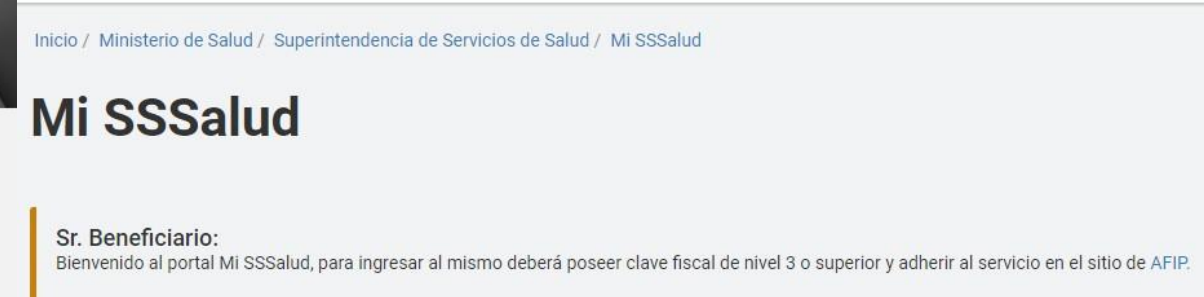 Inicio / Ministerio de Salud / Superintendencia de Servicios de Salud / Mi SSSalud
Mi SSSalud
Sr. Beneficiario:
Bienvenido al portal Mi SSSalud, para ingresar al mismo deberá poseer clave fiscal de nivel 3 o superior y adherir al servicio en el sitio de AFIP.